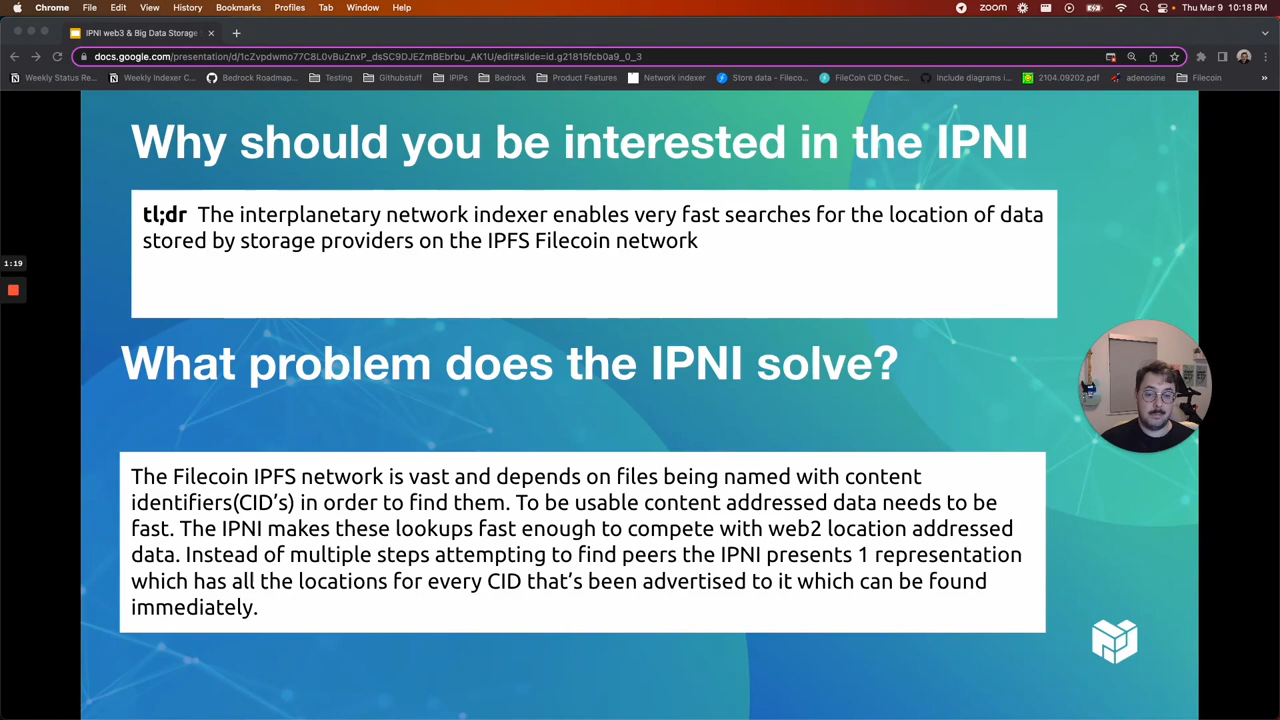 Chrome File Edit View History Bookmarks Profiles Tab Window Help zoom Thu Mar 9 10:18 PM
IPNI web3 & Big Data Storage
docs.google.com/presentation/d/1cZvpdwmo77C8L0vBuZnxP_dsSC9DJEZmBEbrbu_AK1U/edit#slide=id.g21815fcb0a9_0_3
Weekly Status Re... Weekly Indexer C... Bedrock Roadmap... Testing Githubstuff IPIPs Bedrock Product Features Network indexer Store data - Fileco... FileCoin CID Chec... Include diagrams i... 2104.09202.pdf adenosine Filecoin »
Why should you be interested in the IPNI
tl;dr The interplanetary network indexer enables very fast searches for the location of data
stored by storage providers on the IPFS Filecoin network
1:19
What problem does the IPNI solve?
The Filecoin IPFS network is vast and depends on files being named with content
identifiers(CID's) in order to find them. To be usable content addressed data needs to be
fast. The IPNI makes these lookups fast enough to compete with web2 location addressed
data. Instead of multiple steps attempting to find peers the IPNI presents 1 representation
which has all the locations for every CID that's been advertised to it which can be found
immediately.